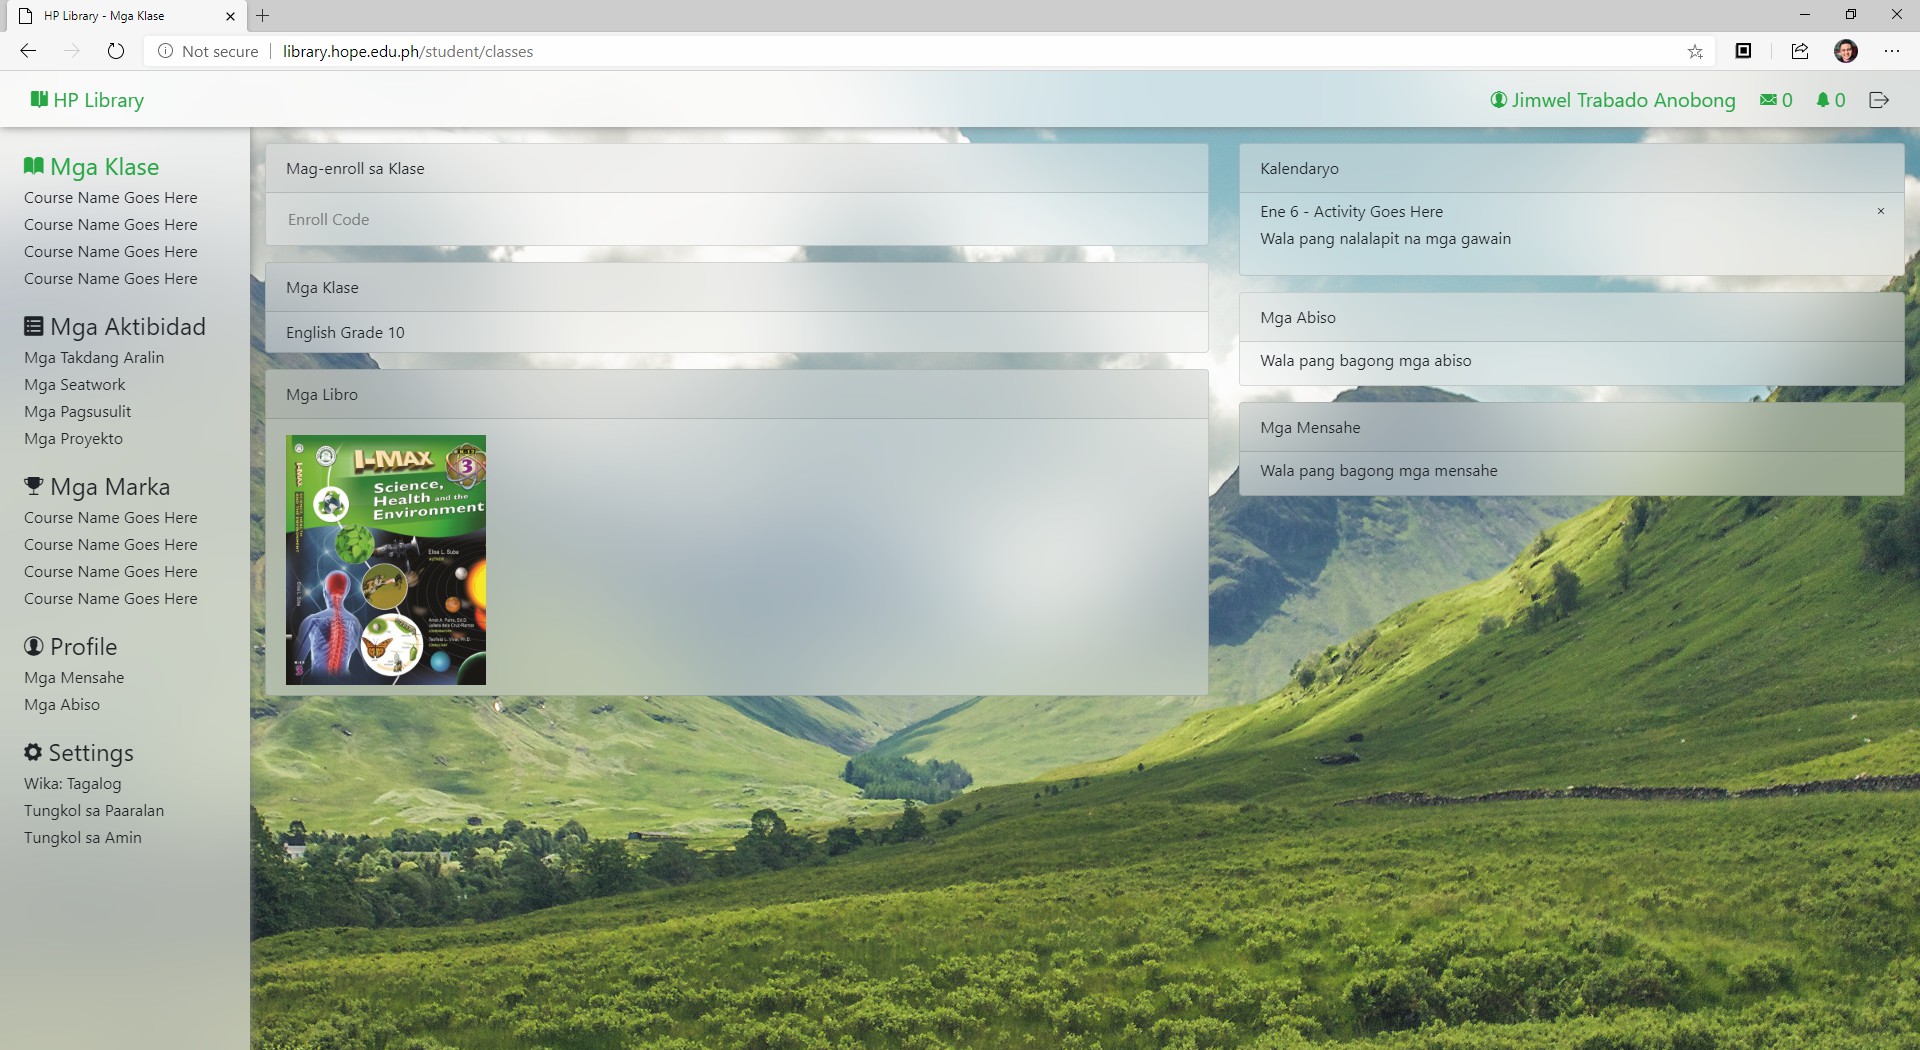 HP Library - Mga Klase
Not secure
library.hope.edu.ph/student/classes
HP Library
Jimwel Trabado Anobong
0
0
Mga Klase
Course Name Goes Here
Course Name Goes Here
Course Name Goes Here
Course Name Goes Here
Mga Aktibidad
Mga Takdang Aralin
Mga Seatwork
Mga Pagsusulit
Mga Proyekto
Mga Marka
Course Name Goes Here
Course Name Goes Here
Course Name Goes Here
Course Name Goes Here
Profile
Mga Mensahe
Mga Abiso
Settings
Wika: Tagalog
Tungkol sa Paaralan
Tungkol sa Amin
Mag-enroll sa Klase
Enroll Code
Mga Klase
English Grade 10
Mga Libro
I-MAX
3
Science,
Health and the
Environment
Elisa L. Suba
Kalendaryo
Ene 6 - Activity Goes Here
Wala pang nalalapit na mga gawain
Mga Abiso
Wala pang bagong mga abiso
Mga Mensahe
Wala pang bagong mga mensahe